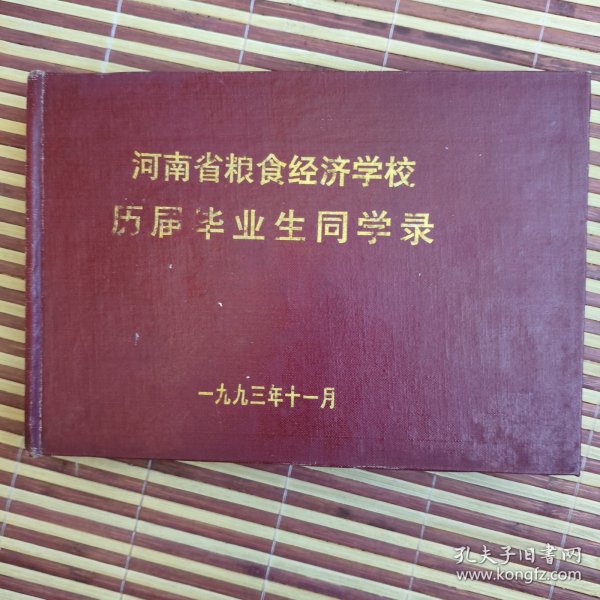 河南省粮食经济学校
历届毕业生同学录
一九九三年十一月
孔夫子旧书网
www.kongfz.com